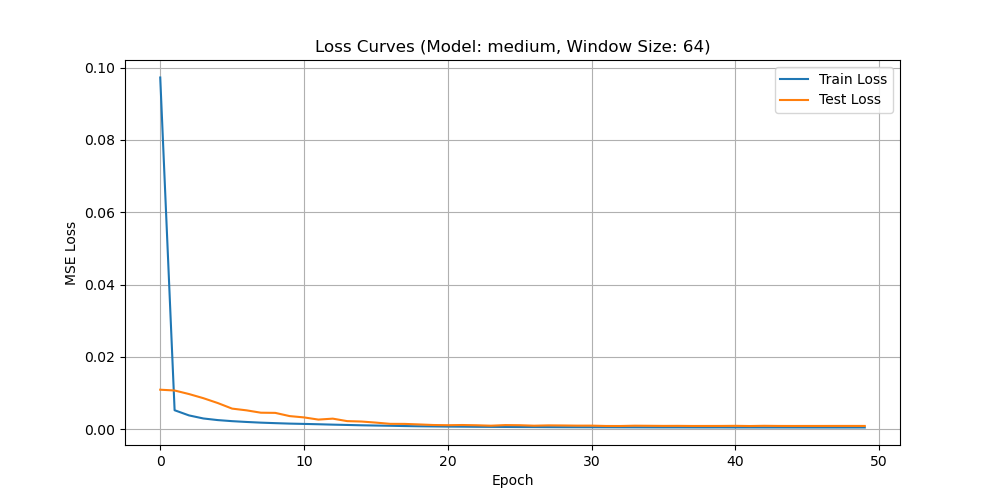 Loss Curves (Model: medium, Window Size: 64)
Train Loss
Test Loss
MSE Loss
0.10
0.08
0.06
0.04
0.02
0.00
0 10 20 30 40 50
Epoch